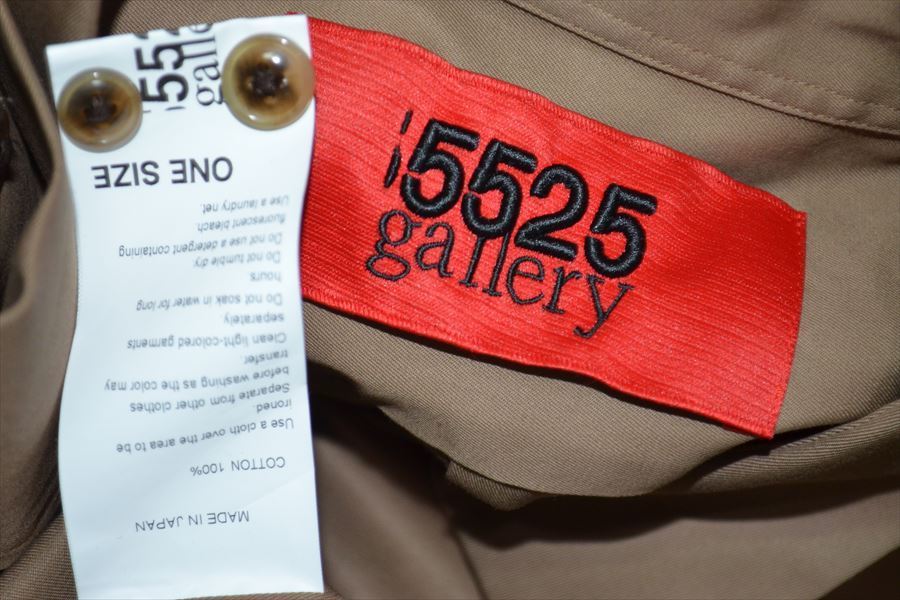 5525
gallery
MADE IN JAPAN
COTTON 100%
Use a cloth over the area to be
ironed.
Separate from other clothes
before washing as the color may
transfer.
Clean light-colored garments
separately.
Do not soak in water for long
hours
Do not tumble dry.
Do not use a detergent containing
fluorescent bleach.
Use a laundry net.
ONE SIZE